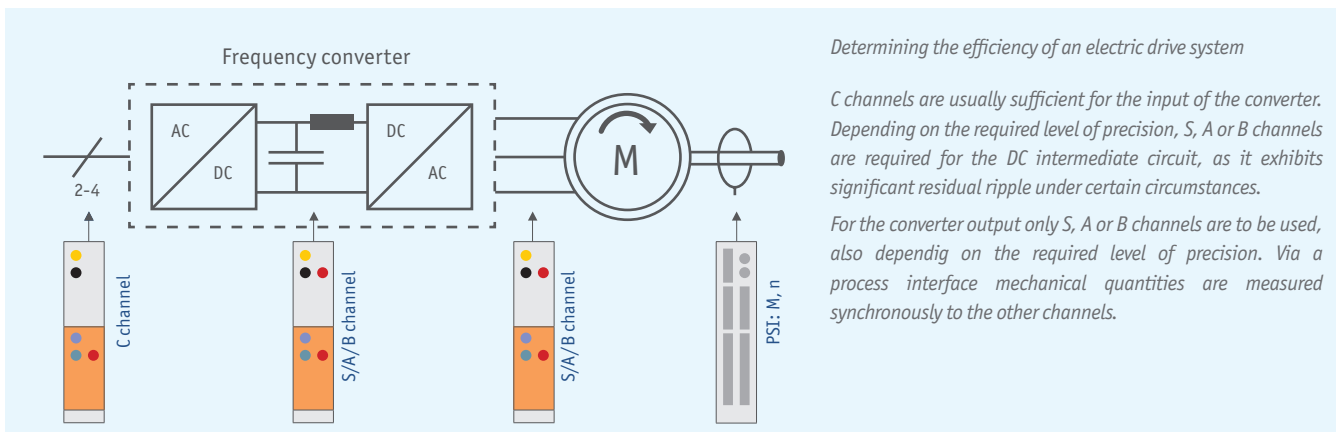 Frequency converter
AC
DC
DC
AC
M
2-4
C channel
S/A/B channel
S/A/B channel
PSI: M, n
Determining the efficiency of an electric drive system
C channels are usually sufficient for the input of the converter.
Depending on the required level of precision, S, A or B channels
are required for the DC intermediate circuit, as it exhibits
significant residual ripple under certain circumstances.
For the converter output only S, A or B channels are to be used,
also dependig on the required level of precision. Via a
process interface mechanical quantities are measured
synchronously to the other channels.